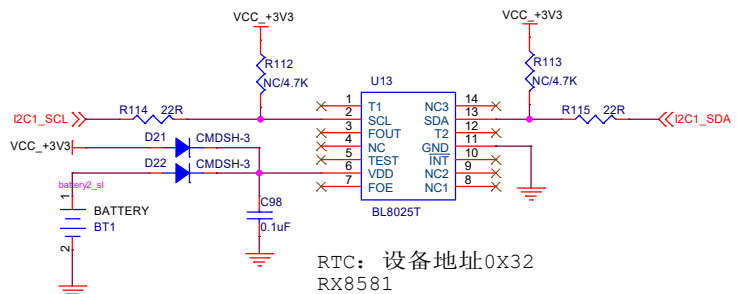 VCC_+3V3
VCC_+3V3
R112
NC/4.7K
R113
NC/4.7K
U13
I2C1_SCL
R114 22R
1 T1 NC3 14
2 SCL SDA 13
3 FOUT T2 12
4 NC GND 11
5 TEST INT 10
6 VDD NC2 9
7 FOE NC1 8
BL8025T
R115 22R
I2C1_SDA
D21 CMDSH-3
VCC_+3V3
D22 CMDSH-3
battery2_sl
1
BATTERY
BT1
2
C98
0.1uF
RTC: 设备地址0X32
RX8581